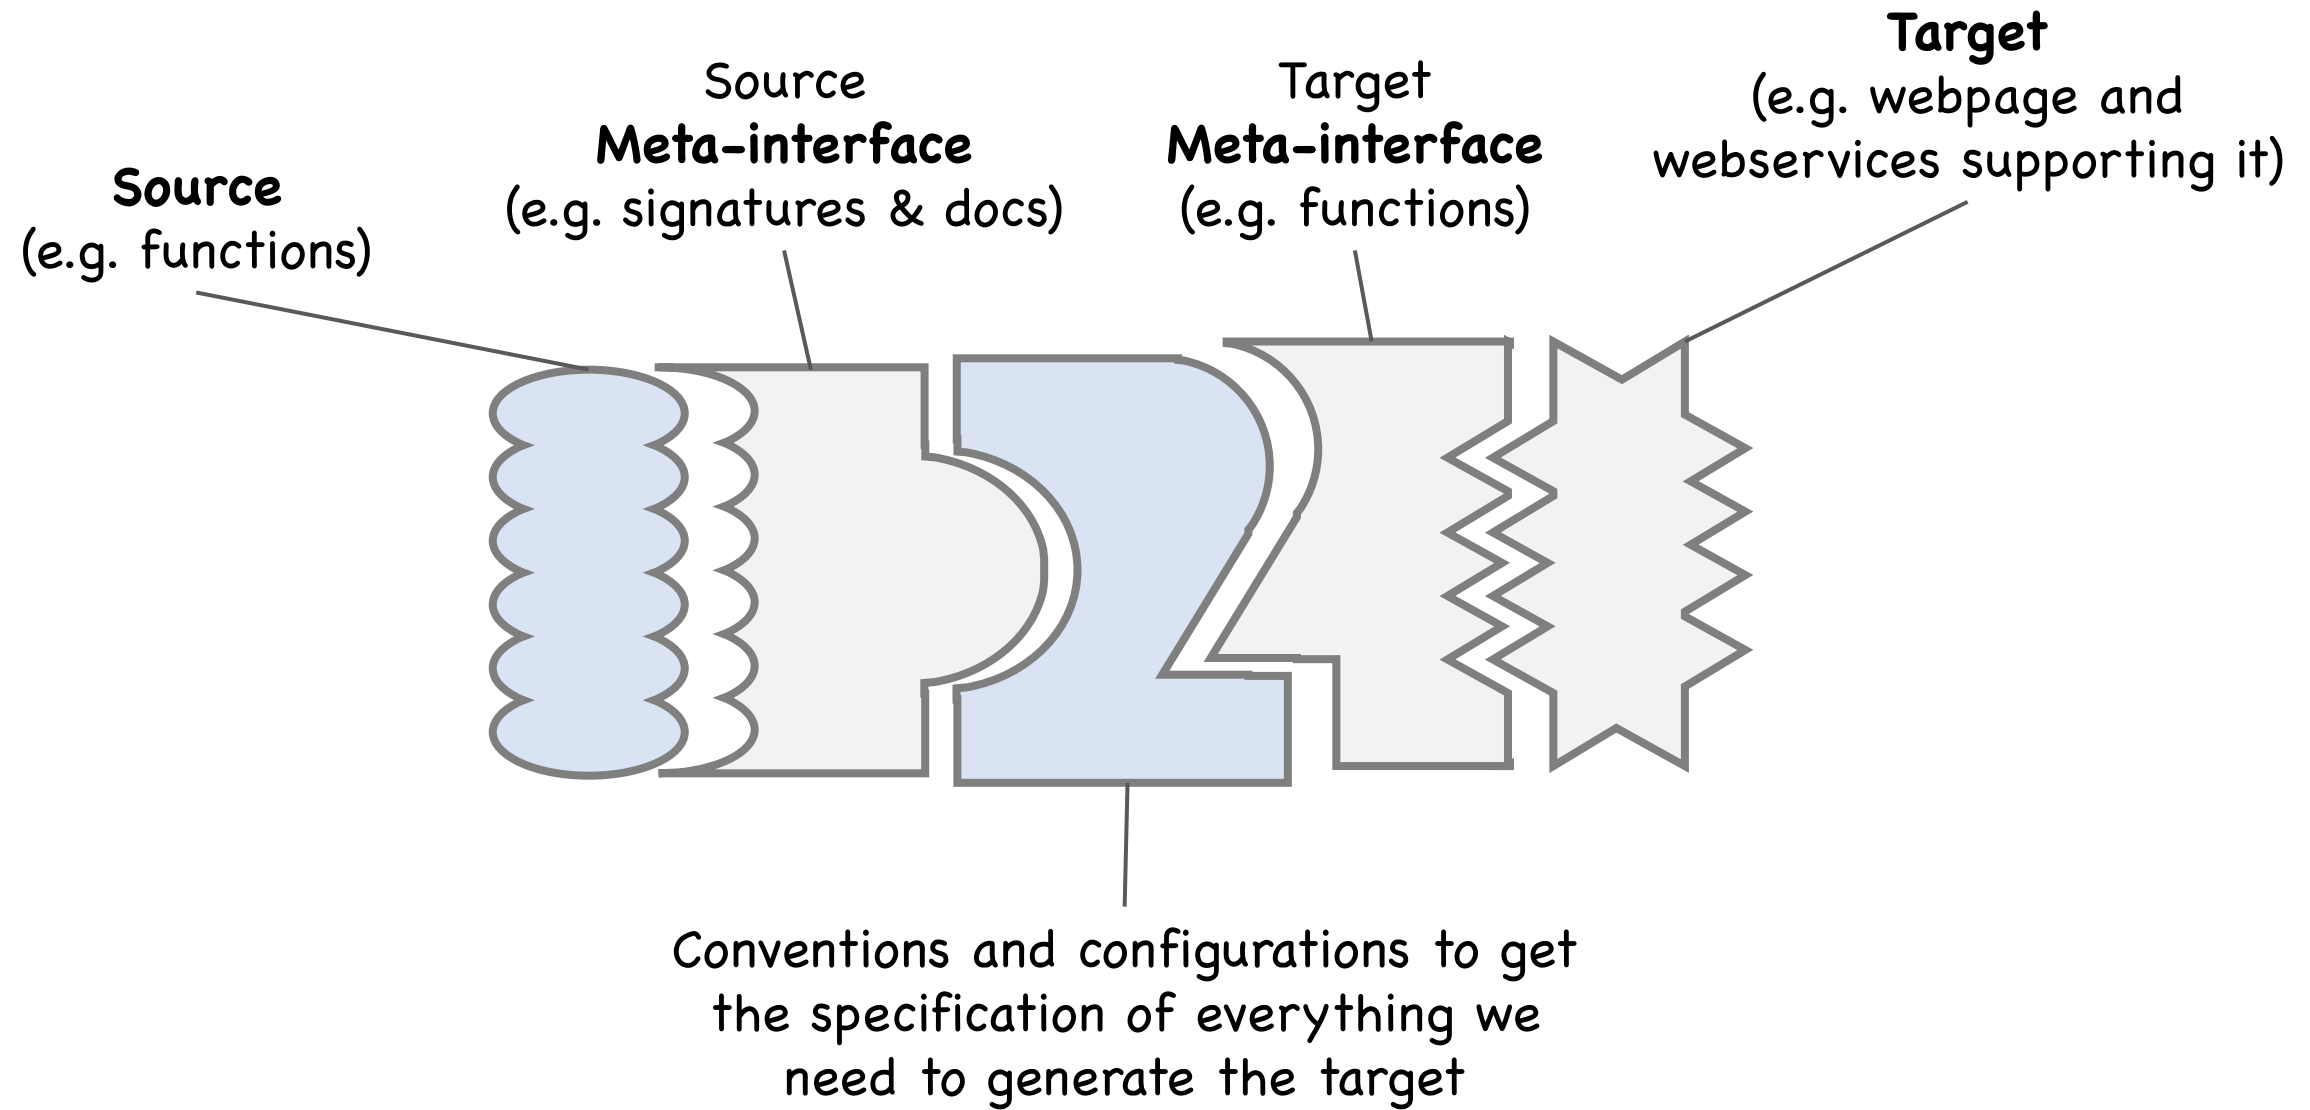 Source
(e.g. functions)
Source
Meta-interface
(e.g. signatures & docs)
Target
Meta-interface
(e.g. functions)
Target
(e.g. webpage and
webservices supporting it)
Conventions and configurations to get
the specification of everything we
need to generate the target